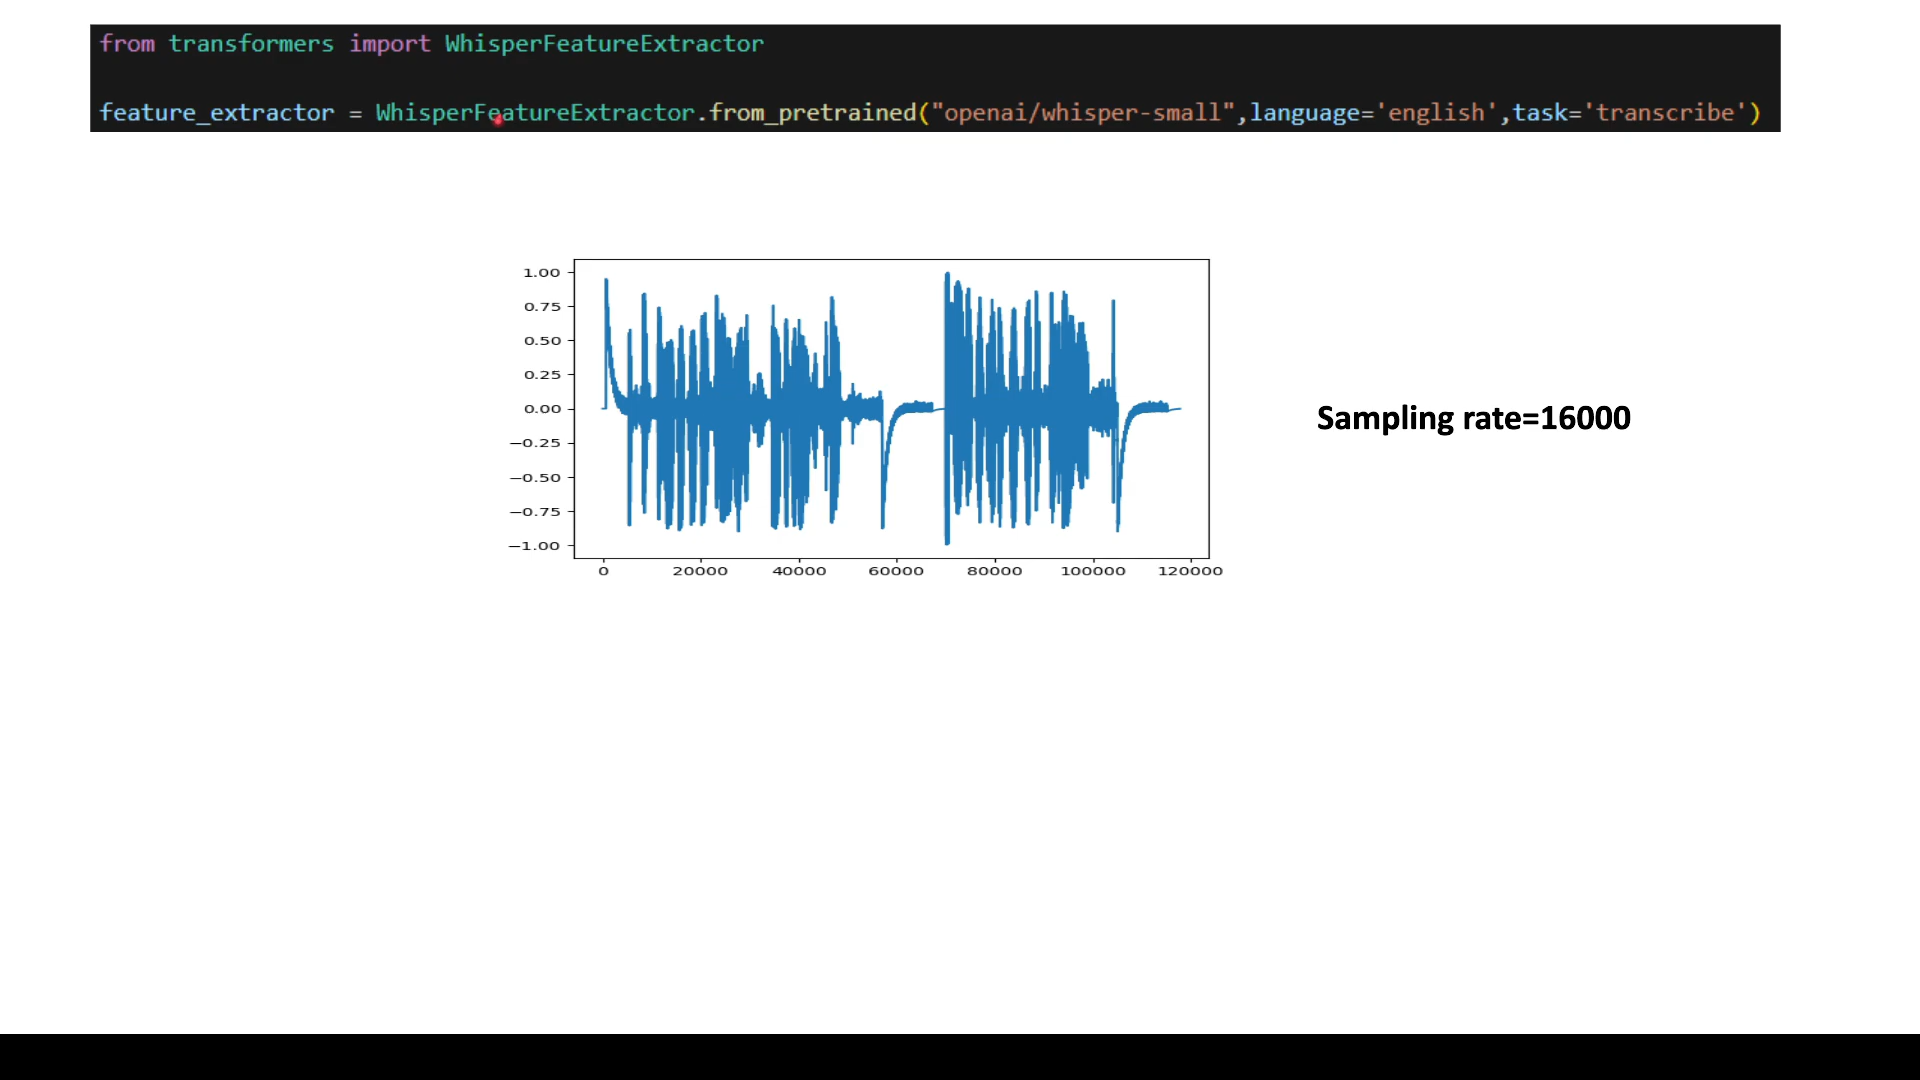 from transformers import WhisperFeatureExtractor
feature_extractor = WhisperFeatureExtractor.from_pretrained("openai/whisper-small",language='english',task='transcribe')
1.00
0.75
0.50
0.25
0.00
−0.25
−0.50
−0.75
−1.00
0 20000 40000 60000 80000 100000 120000
Sampling rate=16000